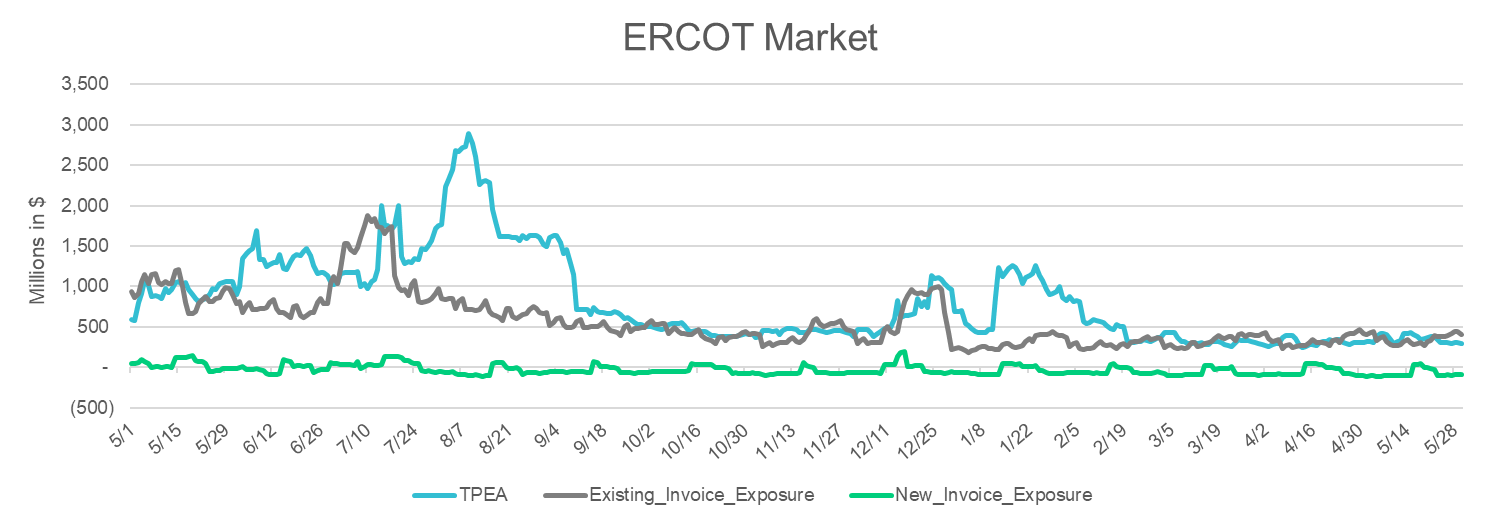 ERCOT Market
Millions in $
3,500
3,000
2,500
2,000
1,500
1,000
500
-
(500)
5/1 5/15 5/29 6/12 6/26 7/10 7/24 8/7 8/21 9/4 9/18 10/2 10/16 10/30 11/13 11/27 12/11 12/25 1/8 1/22 2/5 2/19 3/5 3/19 4/2 4/16 4/30 5/14 5/28
TPEA Existing_Invoice_Exposure New_Invoice_Exposure